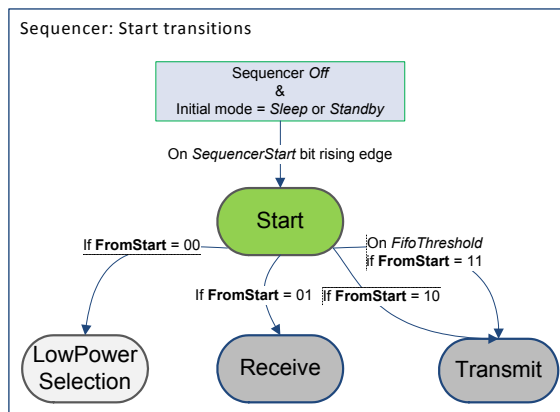 Sequencer: Start transitions
Sequencer Off
&
Initial mode = Sleep or Standby
On SequencerStart bit rising edge
Start
If FromStart = 00
On FifoThreshold
if FromStart = 11
If FromStart = 01
If FromStart = 10
LowPower
Selection
Receive
Transmit